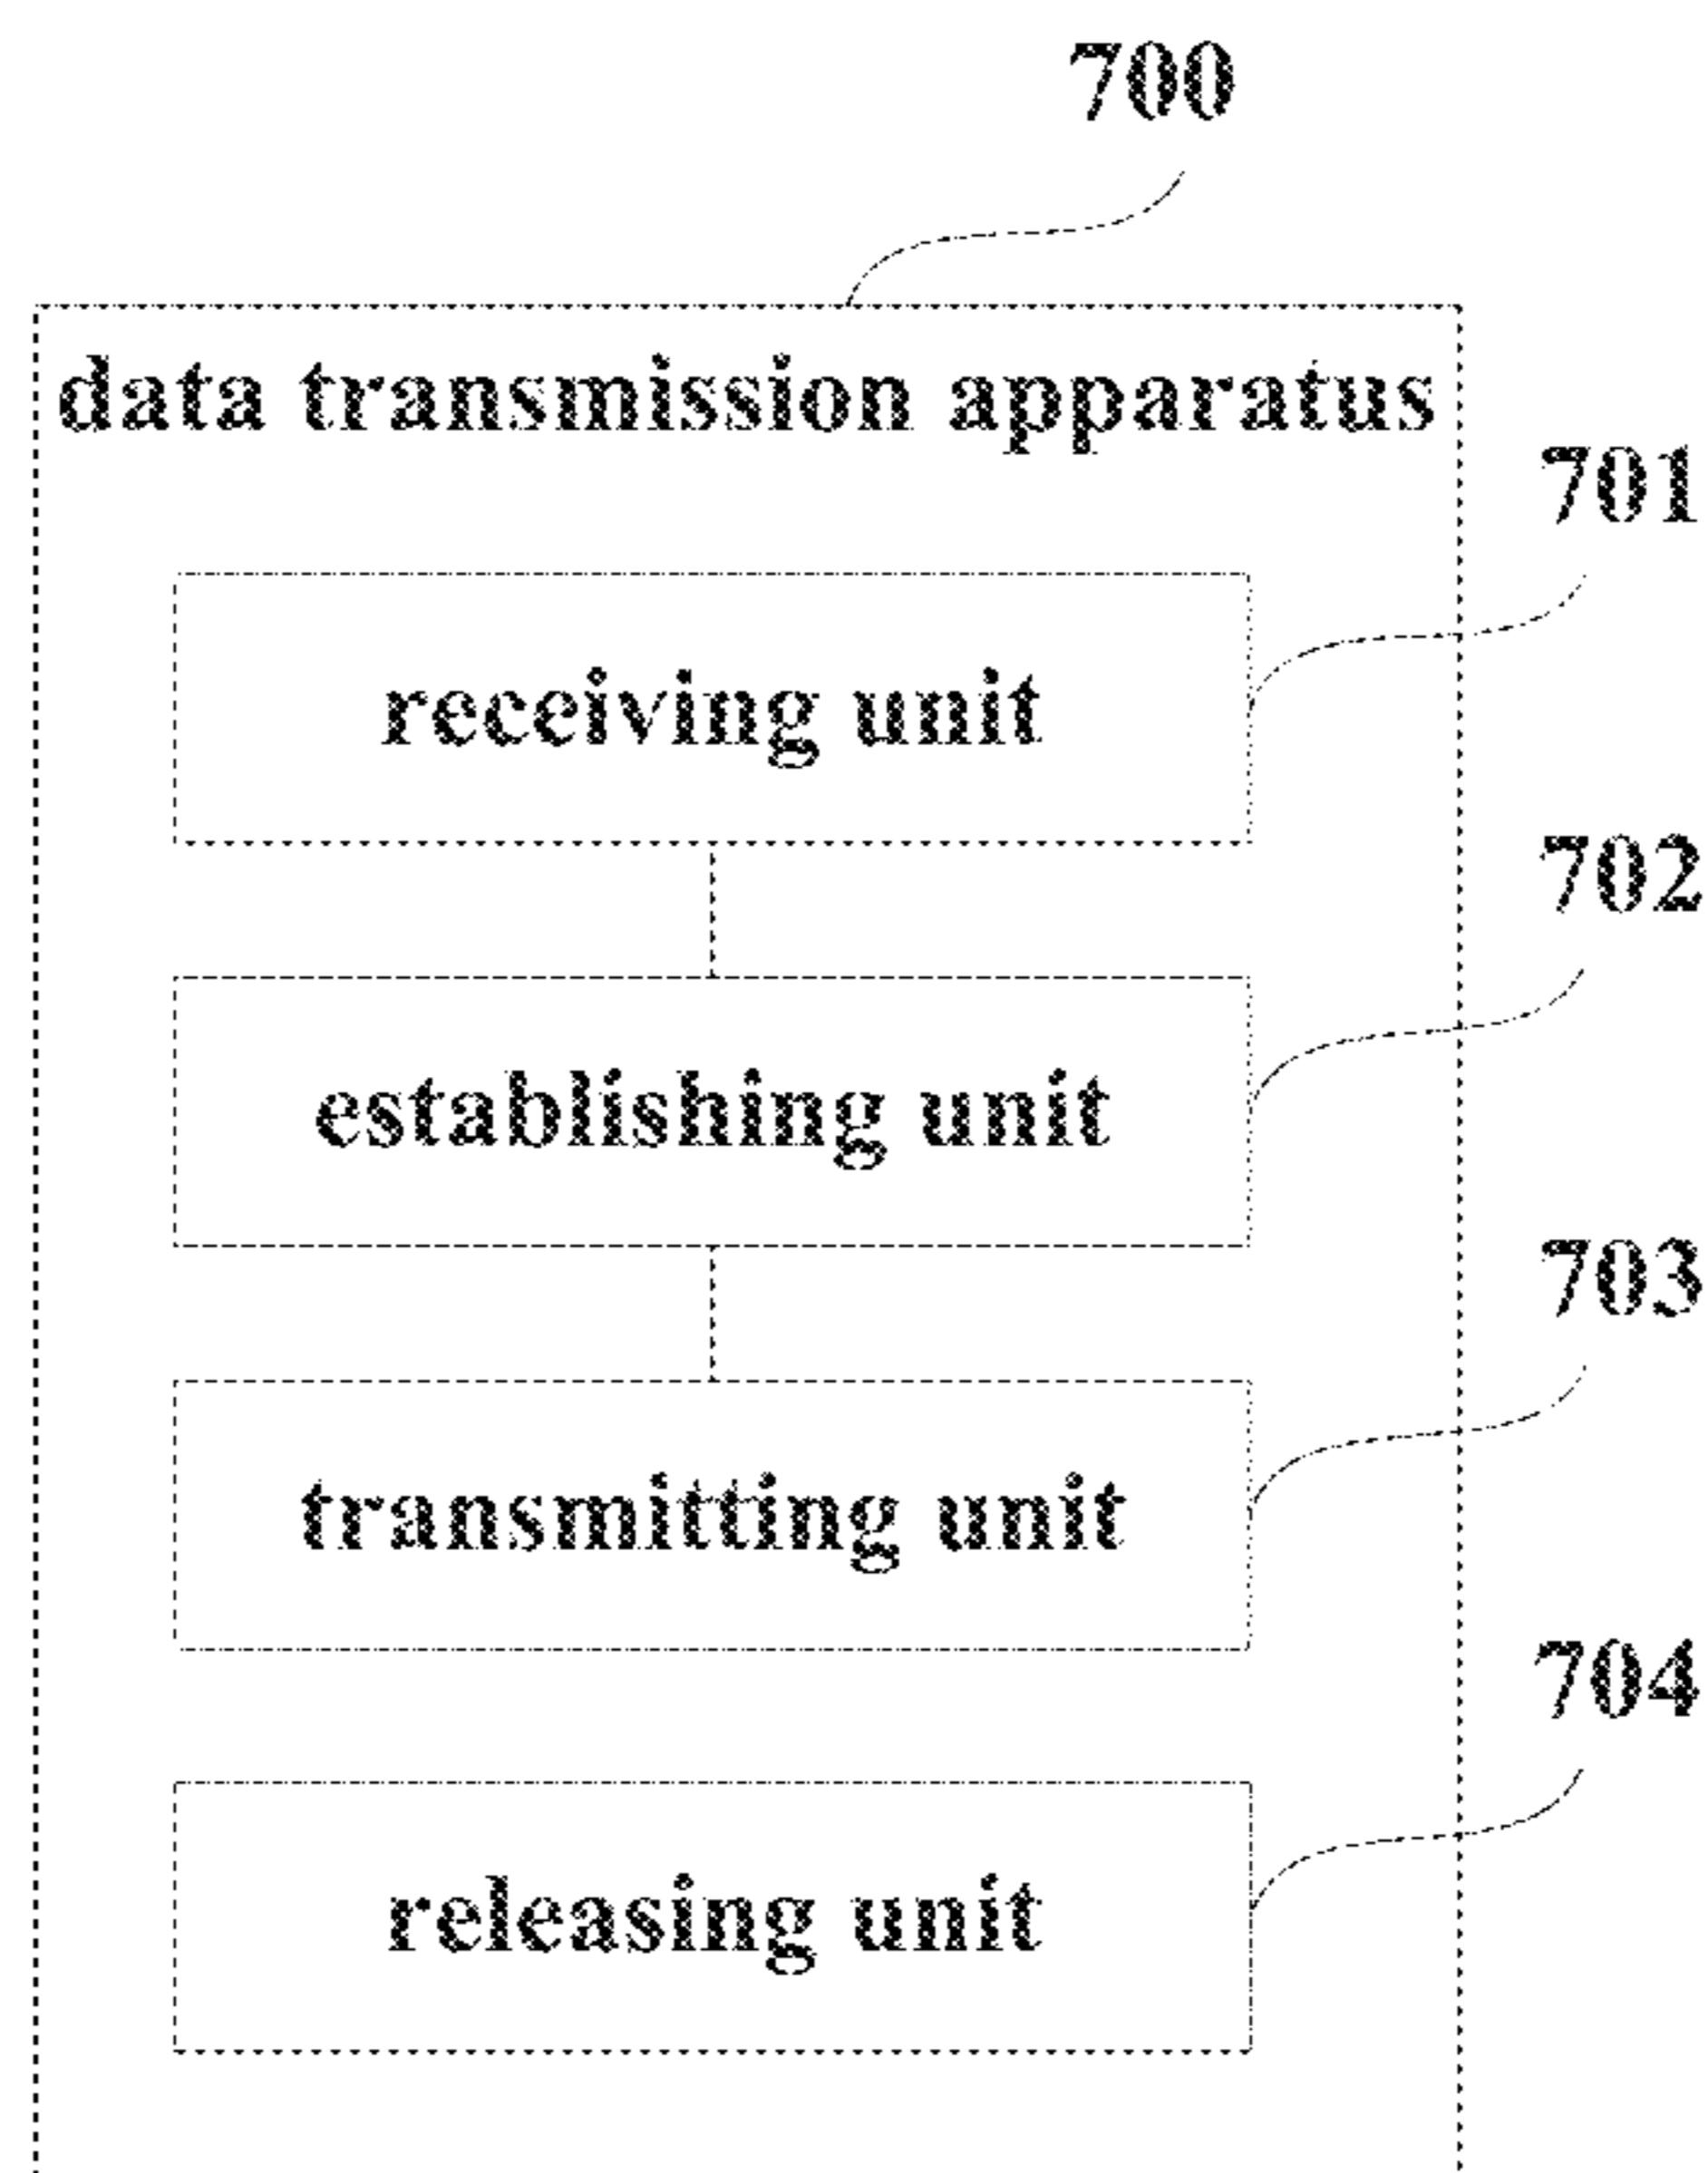 700
data transmission apparatus
701
receiving unit
702
establishing unit
703
transmitting unit
704
releasing unit